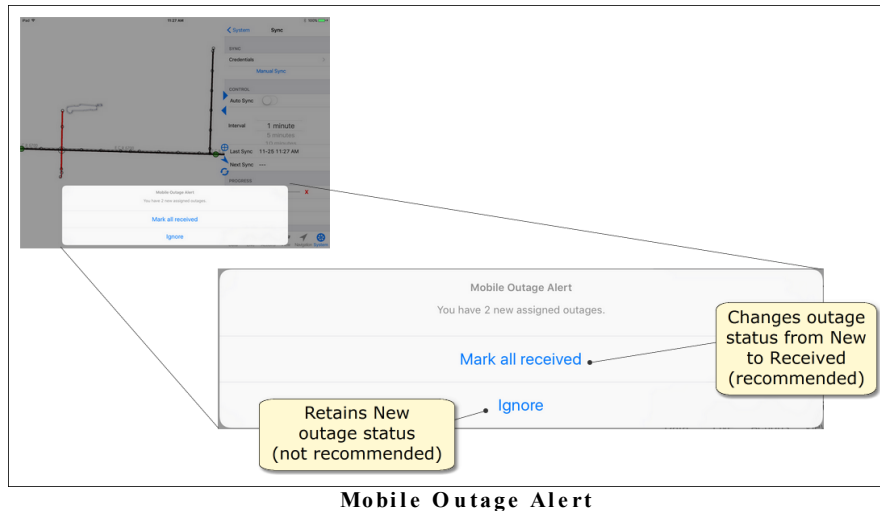 iPad
11:27 AM
100%
System
Sync
SYNC
Credentials
Manual Sync
CONTROL
Auto Sync
Interval
1 minute
5 minutes
Last Sync
11-25 11:27 AM
Next Sync
---
PROGRESS
x
Mobile Outage Alert
You have 2 new assigned outages.
Mark all received
Ignore
Navigator
System
Mobile Outage Alert
You have 2 new assigned outages.
Mark all received
Ignore
Changes outage
status from New
to Received
(recommended)
Retains New
outage status
(not recommended)
Mobile Outage Alert